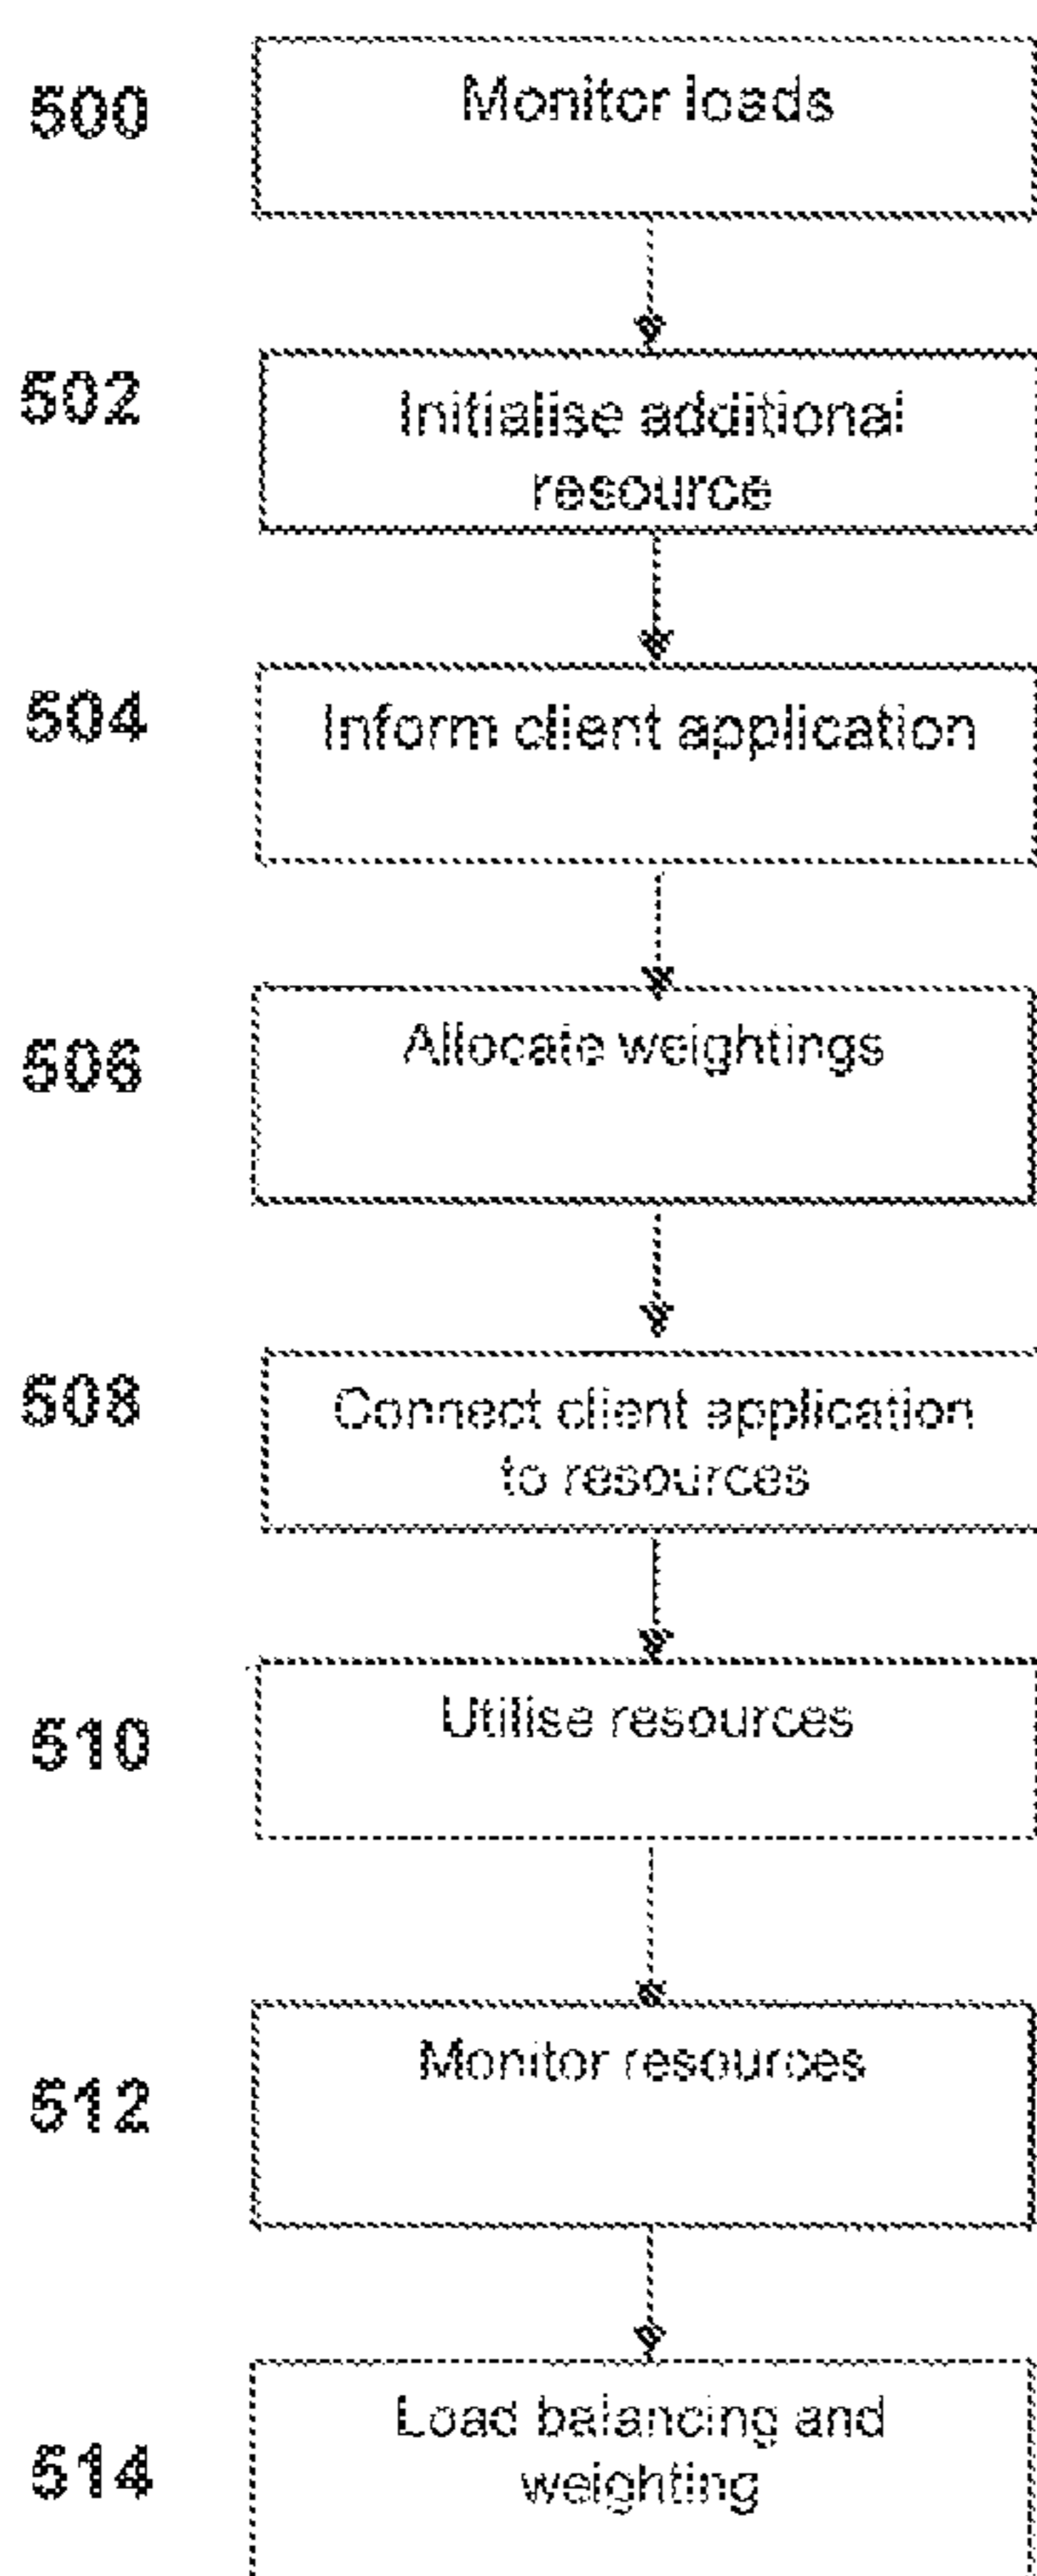 500
Monitor loads
502
Initialise additional
resource
504
Inform client application
506
Allocate weightings
508
Connect client application
to resources
510
Utilise resources
512
Monitor resources
514
Load balancing and
weighting